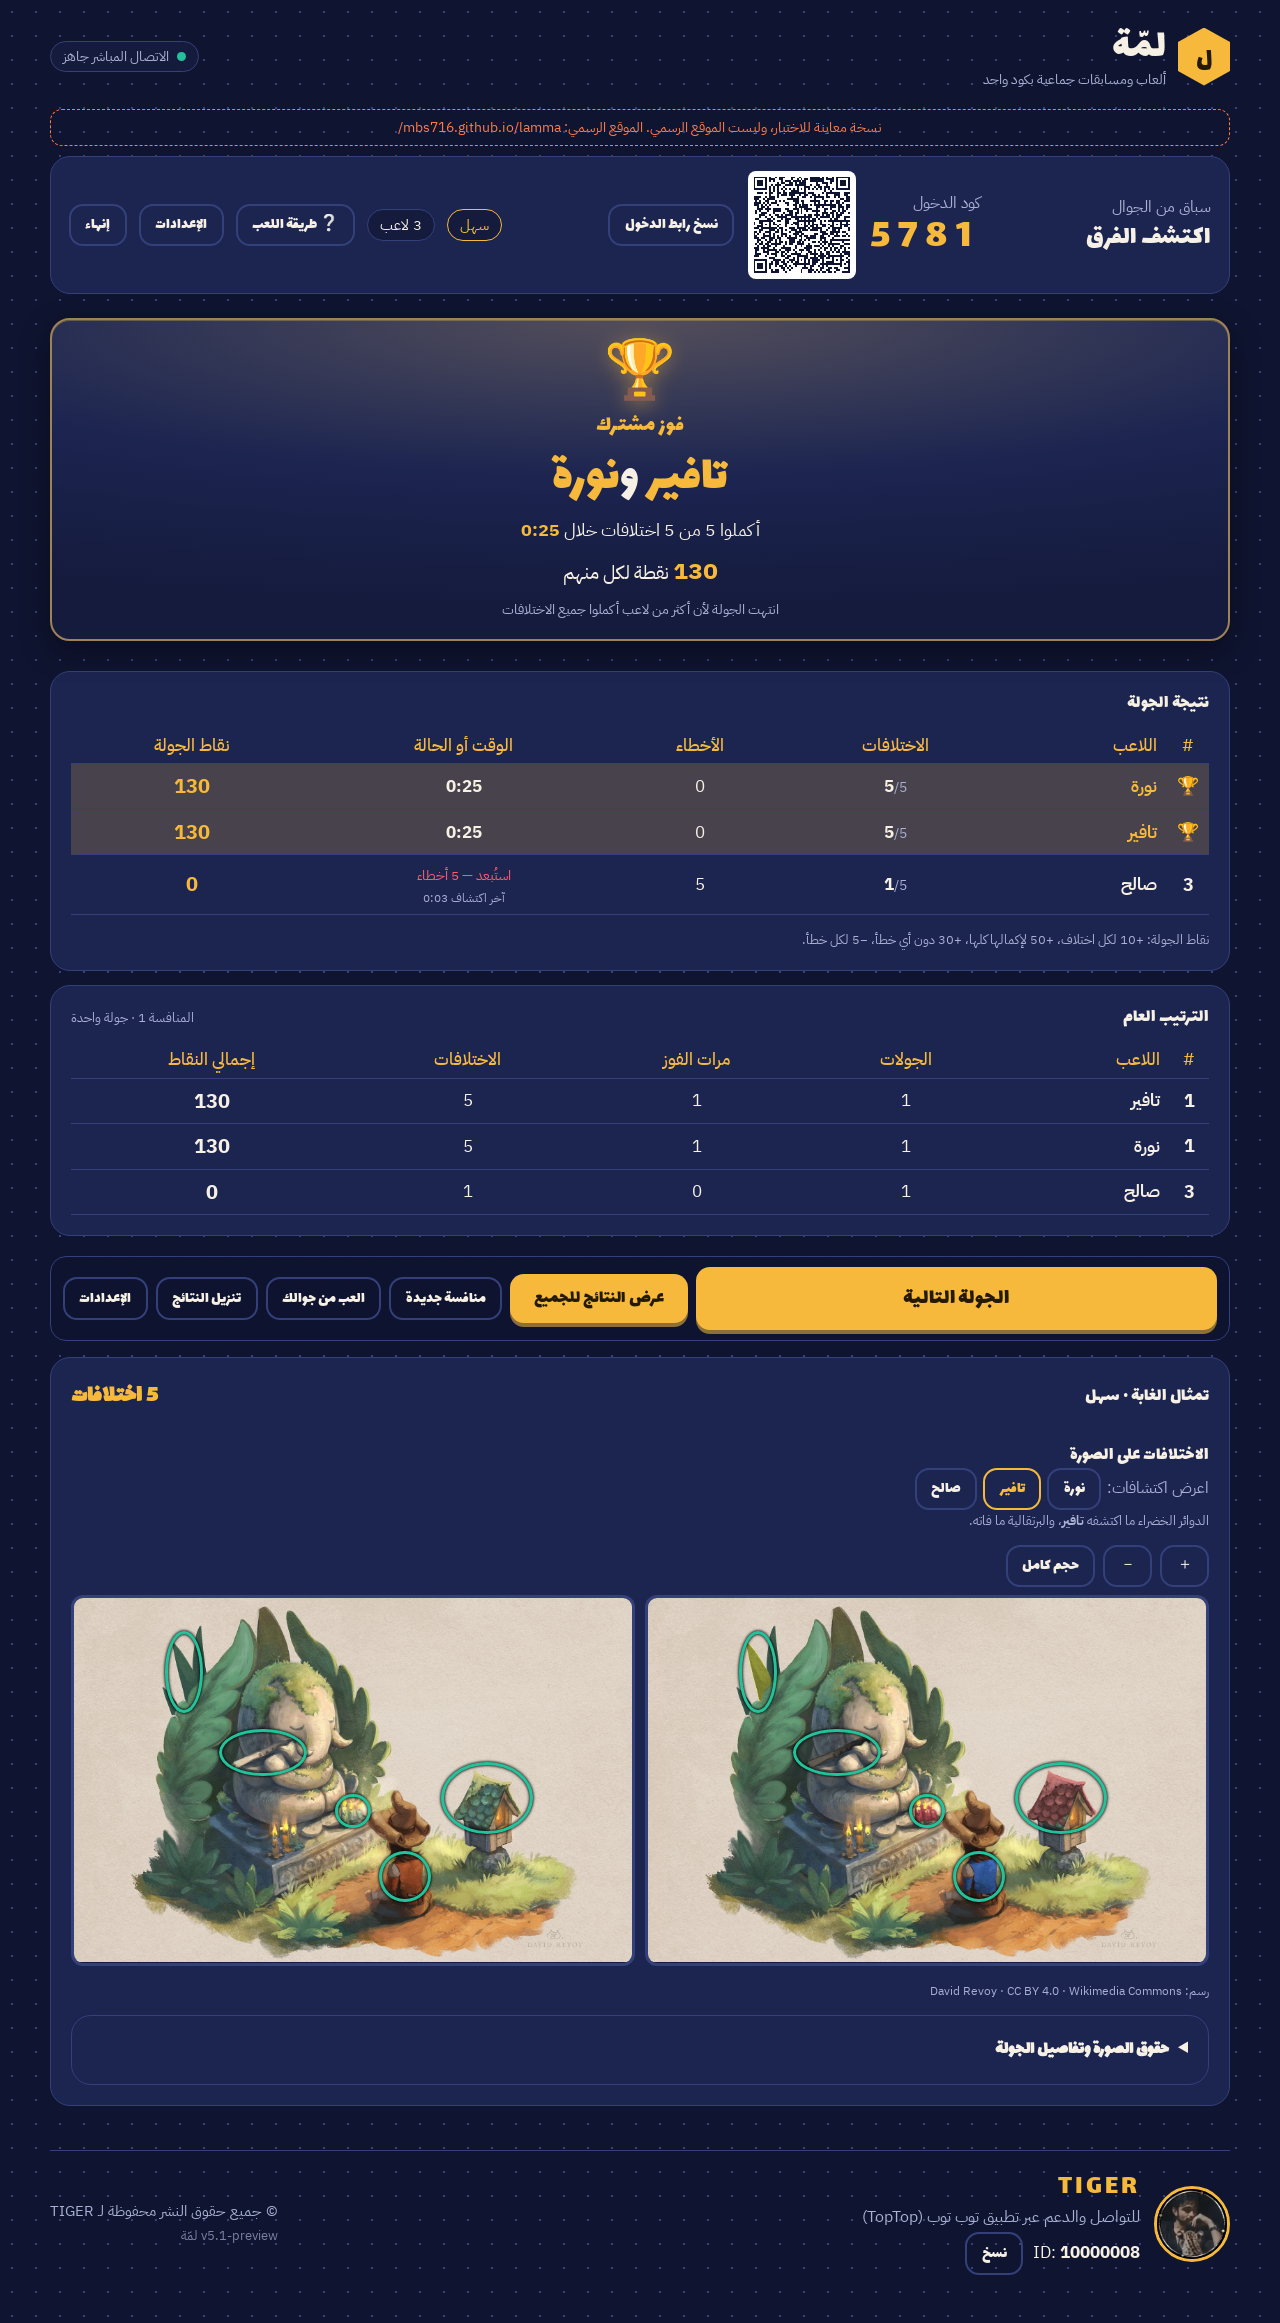 ل
لمّة
ألعاب ومسابقات جماعية بكود واحد
الاتصال المباشر جاهز
نسخة معاينة للاختبار، وليست الموقع الرسمي. الموقع الرسمي: mbs716.github.io/lamma/
سباق من الجوال
اكتشف الفرق
كود الدخول
5781
نسخ رابط الدخول
سهل
3 لاعب
❔ طريقة اللعب
الإعدادات
إنهاء
فوز مشترك
تافير ونورة
أكملوا 5 من 5 اختلافات خلال 0:25
130 نقطة لكل منهم
انتهت الجولة لأن أكثر من لاعب أكملوا جميع الاختلافات
نتيجة الجولة
# اللاعب الاختلافات الأخطاء الوقت أو الحالة نقاط الجولة
🏆 نورة 5/5 0 0:25 130
🏆 تافير 5/5 0 0:25 130
3 صالح 1/5 5 استُبعد — 5 أخطاء 0
آخر اكتشاف 0:03
نقاط الجولة: +10 لكل اختلاف، +50 لإكمالها كلها، +30 دون أي خطأ، −5 لكل خطأ.
الترتيب العام
المنافسة 1 · جولة واحدة
# اللاعب الجولات مرات الفوز الاختلافات إجمالي النقاط
1 تافير 1 1 5 130
1 نورة 1 1 5 130
3 صالح 1 0 1 0
الجولة التالية
عرض النتائج للجميع
منافسة جديدة
العب من جوالك
تنزيل النتائج
الإعدادات
تمثال الغابة · سهل
5 اختلافات
الاختلافات على الصورة
اعرض اكتشافات: نورة تافير صالح
الدوائر الخضراء ما اكتشفه تافير، والبرتقالية ما فاته.
+ − حجم كامل
DAVID REVOY
DAVID REVOY
رسم: David Revoy · CC BY 4.0 · Wikimedia Commons
◀ حقوق الصورة وتفاصيل الجولة
TIGER
للتواصل والدعم عبر تطبيق توب توب (TopTop)
ID: 10000008
نسخ
© جميع حقوق النشر محفوظة لـ TIGER
لمّة v5.1-preview